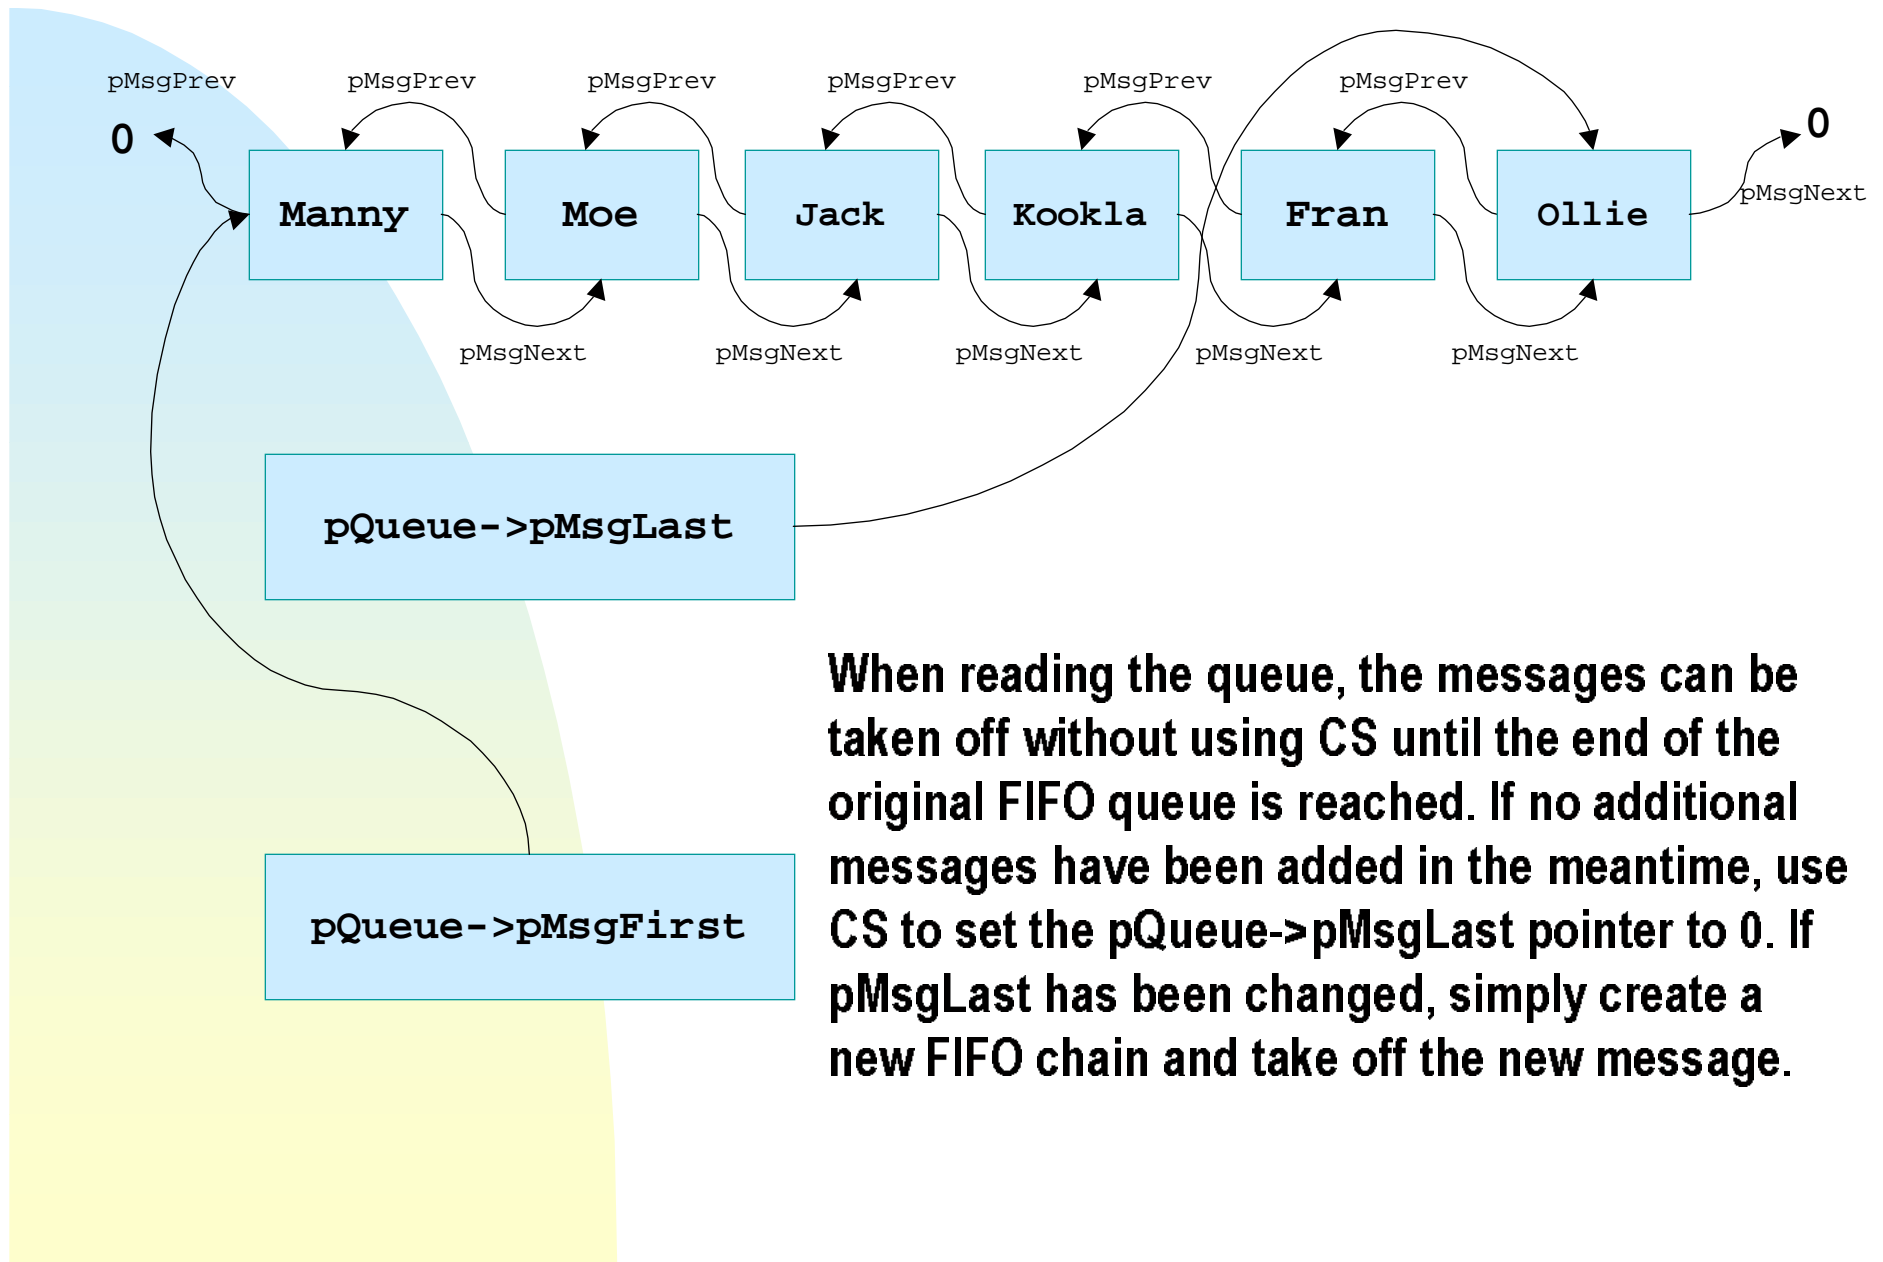 pMsgPrev pMsgPrev pMsgPrev pMsgPrev pMsgPrev pMsgPrev
0 0
Manny Moe Jack Kookla Fran Ollie
pMsgNext
pMsgNext pMsgNext pMsgNext pMsgNext pMsgNext
pQueue->pMsgLast
When reading the queue, the messages can be
taken off without using CS until the end of the
original FIFO queue is reached. If no additional
messages have been added in the meantime, use
CS to set the pQueue->pMsgLast pointer to 0. If
pMsgLast has been changed, simply create a
new FIFO chain and take off the new message.
pQueue->pMsgFirst